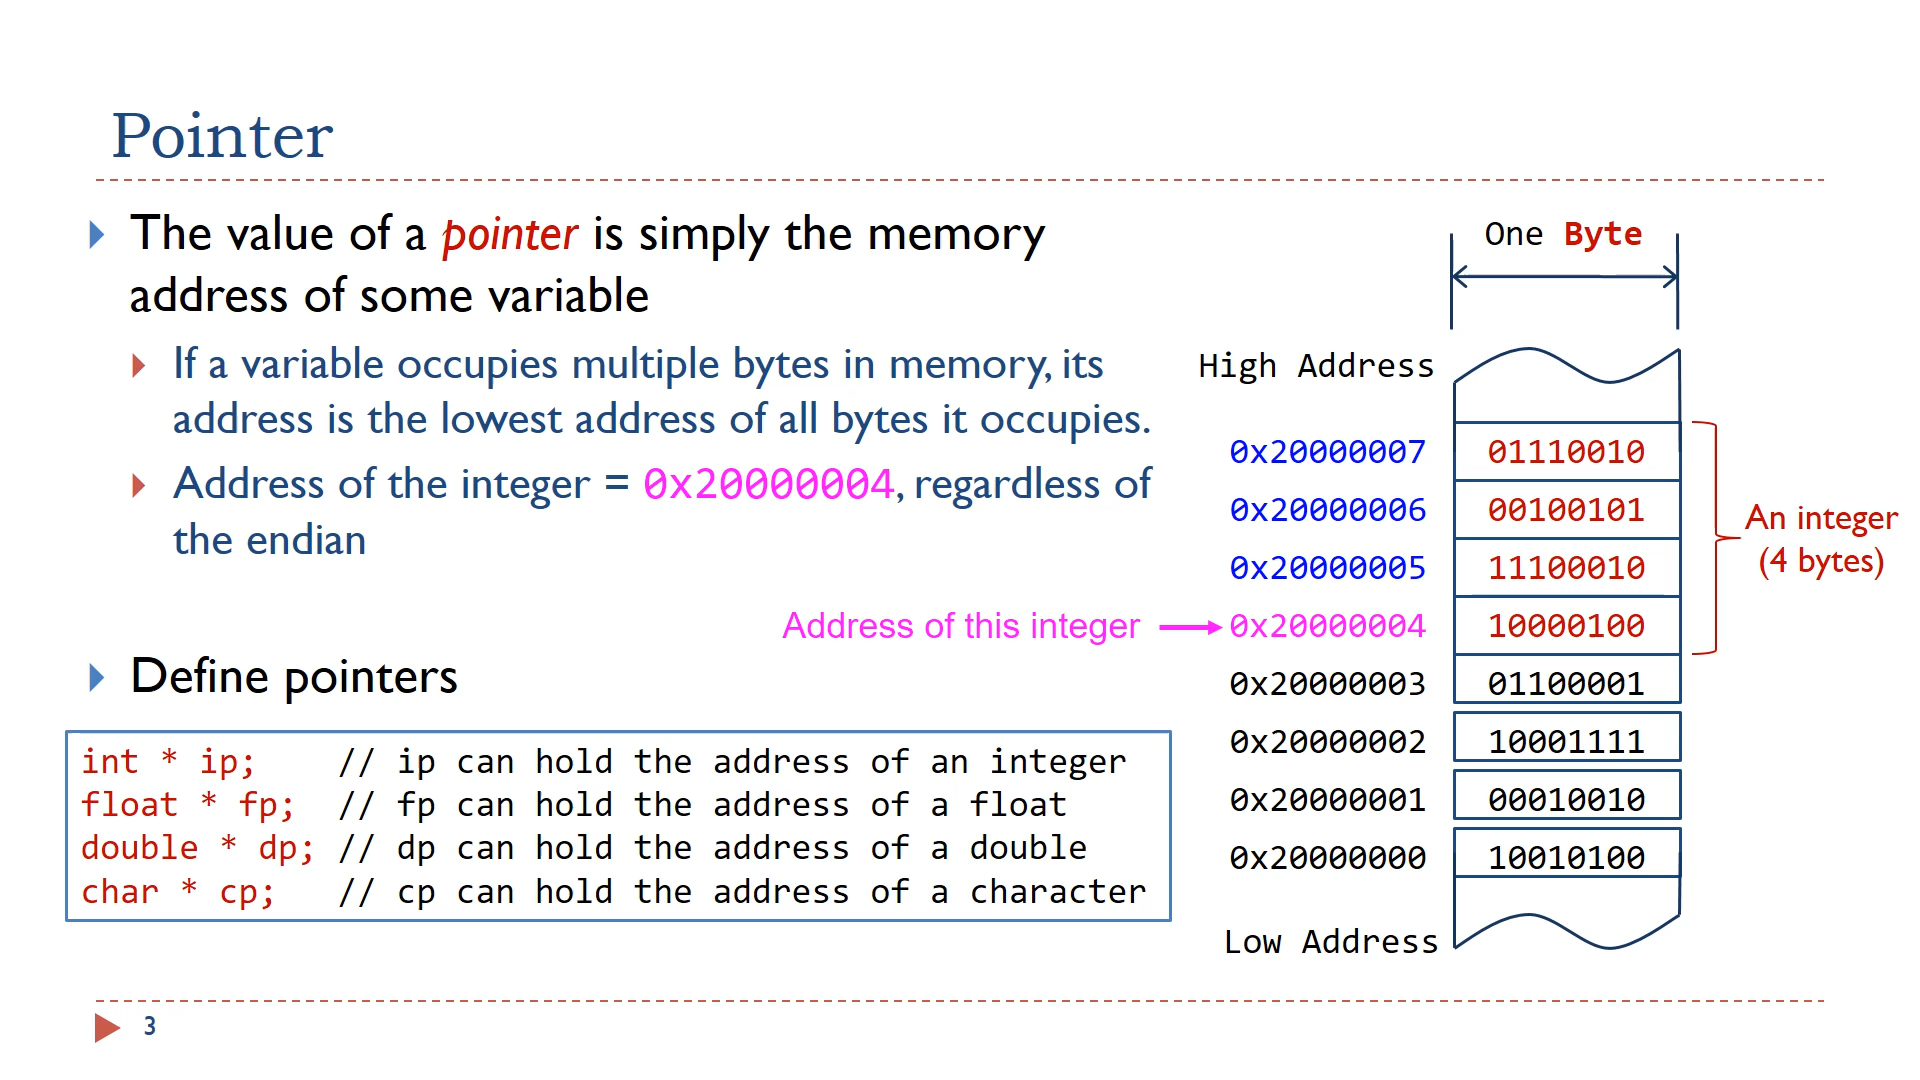 Pointer
The value of a pointer is simply the memory
address of some variable
If a variable occupies multiple bytes in memory, its
address is the lowest address of all bytes it occupies.
Address of the integer = 0x20000004, regardless of
the endian
Define pointers
int * ip;    // ip can hold the address of an integer
float * fp;  // fp can hold the address of a float
double * dp; // dp can hold the address of a double
char * cp;   // cp can hold the address of a character
One Byte
High Address
0x20000007 01110010
0x20000006 00100101
0x20000005 11100010
Address of this integer 0x20000004 10000100
0x20000003 01100001
0x20000002 10001111
0x20000001 00010010
0x20000000 10010100
Low Address
An integer
(4 bytes)
3